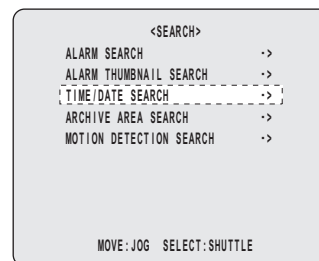 <SEARCH>
ALARM SEARCH ->
ALARM THUMBNAIL SEARCH ->
TIME/DATE SEARCH ->
ARCHIVE AREA SEARCH ->
MOTION DETECTION SEARCH ->
MOVE:JOG SELECT:SHUTTLE